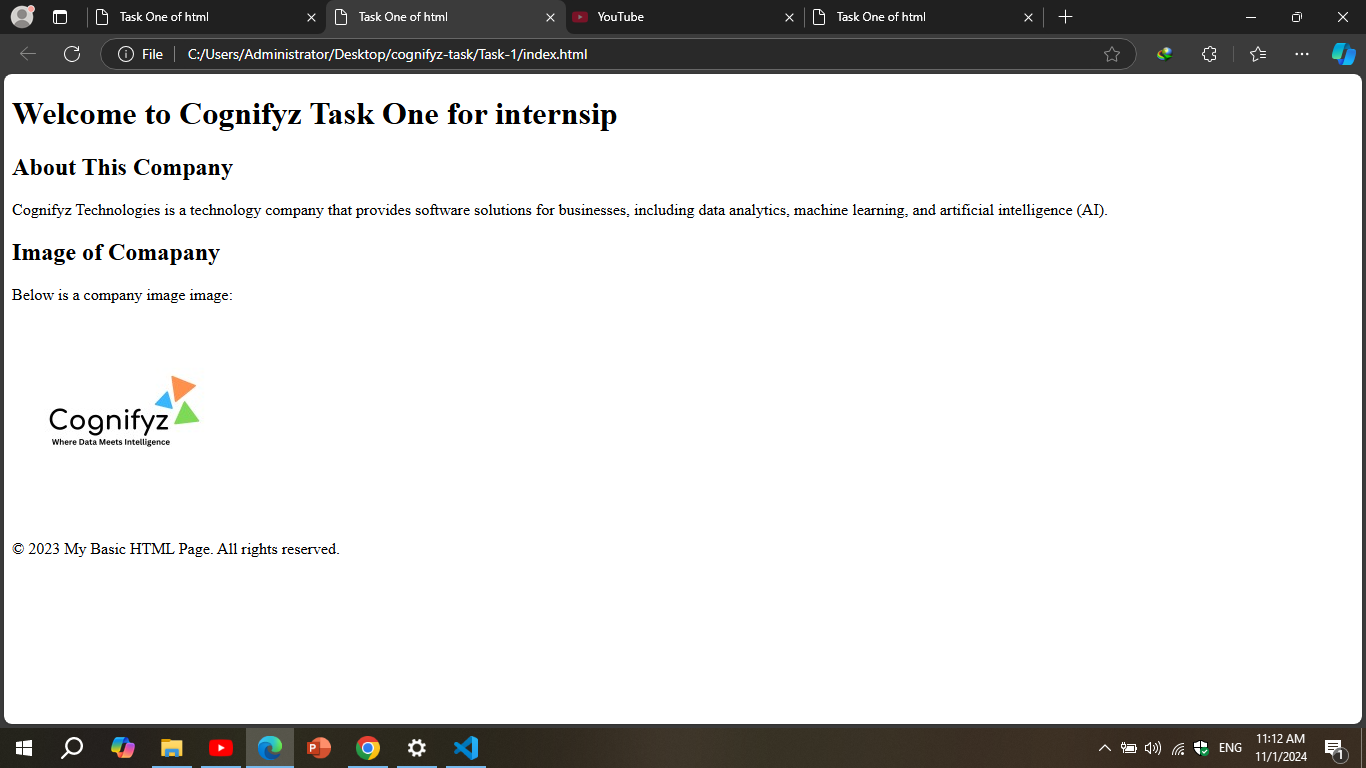 Task One of html
Task One of html
YouTube
Task One of html
File
C:/Users/Administrator/Desktop/cognifyz-task/Task-1/index.html
Welcome to Cognifyz Task One for internsip
About This Company
Cognifyz Technologies is a technology company that provides software solutions for businesses, including data analytics, machine learning, and artificial intelligence (AI).
Image of Comapany
Below is a company image image:
Cognifyz
Where Data Meets Intelligence
© 2023 My Basic HTML Page. All rights reserved.
ENG
11:12 AM
11/1/2024
1